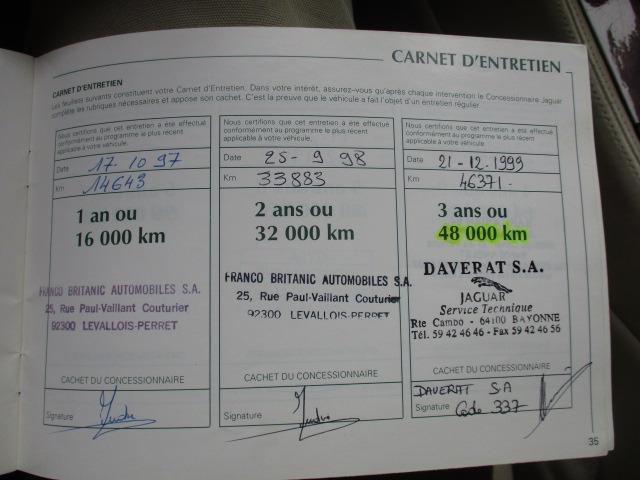 CARNET D'ENTRETIEN
CARNET D'ENTRETIEN
Les feuillets suivants constituent votre Carnet d'Entretien. Dans votre intérêt, assurez-vous qu'après chaque intervention le Concessionnaire Jaguar
complète les rubriques nécessaires et appose son cachet. C'est la preuve que le véhicule a fait l'objet d'un entretien régulier
Nous certifions que cet entretien a été effectué
conformément au programme le plus récent
applicable à votre véhicule.
Date 17.10 97
Km 14643
1 an ou
16 000 km
FRANCO BRITANIC AUTOMOBILES S.A.
25, Rue Paul-Vaillant Couturier
92300 LEVALLOIS-PERRET
CACHET DU CONCESSIONNAIRE
Signature
Nous certifions que cet entretien a été effectué
conformément au programme le plus récent
applicable à votre véhicule.
Date 25-9 98
Km 33883
2 ans ou
32 000 km
FRANCO BRITANIC AUTOMOBILES S.A.
25, Rue Paul-Vaillant Couturier
92300 LEVALLOIS-PERRET
CACHET DU CONCESSIONNAIRE
Signature
Nous certifions que cet entretien a été effectué
conformément au programme le plus récent
applicable à votre véhicule.
Date 21-12.1999
Km 46371.
3 ans ou
48 000 km
DAVERAT S.A.
JAGUAR
Service Technique
Rte Cambo - 64100 BAYONNE
Tél. 59 42 46 46 - Fax 59 42 46 56
CACHET DU CONCESSIONNAIRE
DAVERAT SA
Signature Code 337
35